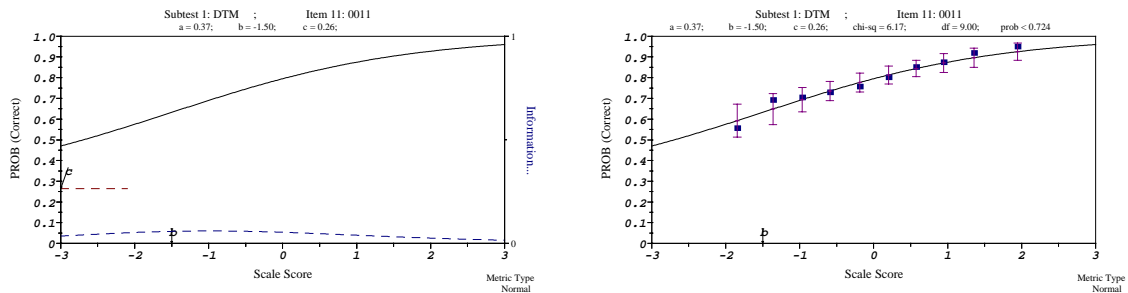 Subtest 1: DTM ; Item 11: 0011
a = 0.37; b = -1.50; c = 0.26;
1.0
0.9
0.8
0.7
0.6
0.5
0.4
0.3
0.2
0.1
0
PROB (Correct)
c
b
1
0
Information...
-3 -2 -1 0 1 2 3
Scale Score
Metric Type
Normal
Subtest 1: DTM ; Item 11: 0011
a = 0.37; b = -1.50; c = 0.26; chi-sq = 6.17; df = 9.00; prob < 0.724
1.0
0.9
0.8
0.7
0.6
0.5
0.4
0.3
0.2
0.1
0
PROB (Correct)
b
-3 -2 -1 0 1 2 3
Scale Score
Metric Type
Normal